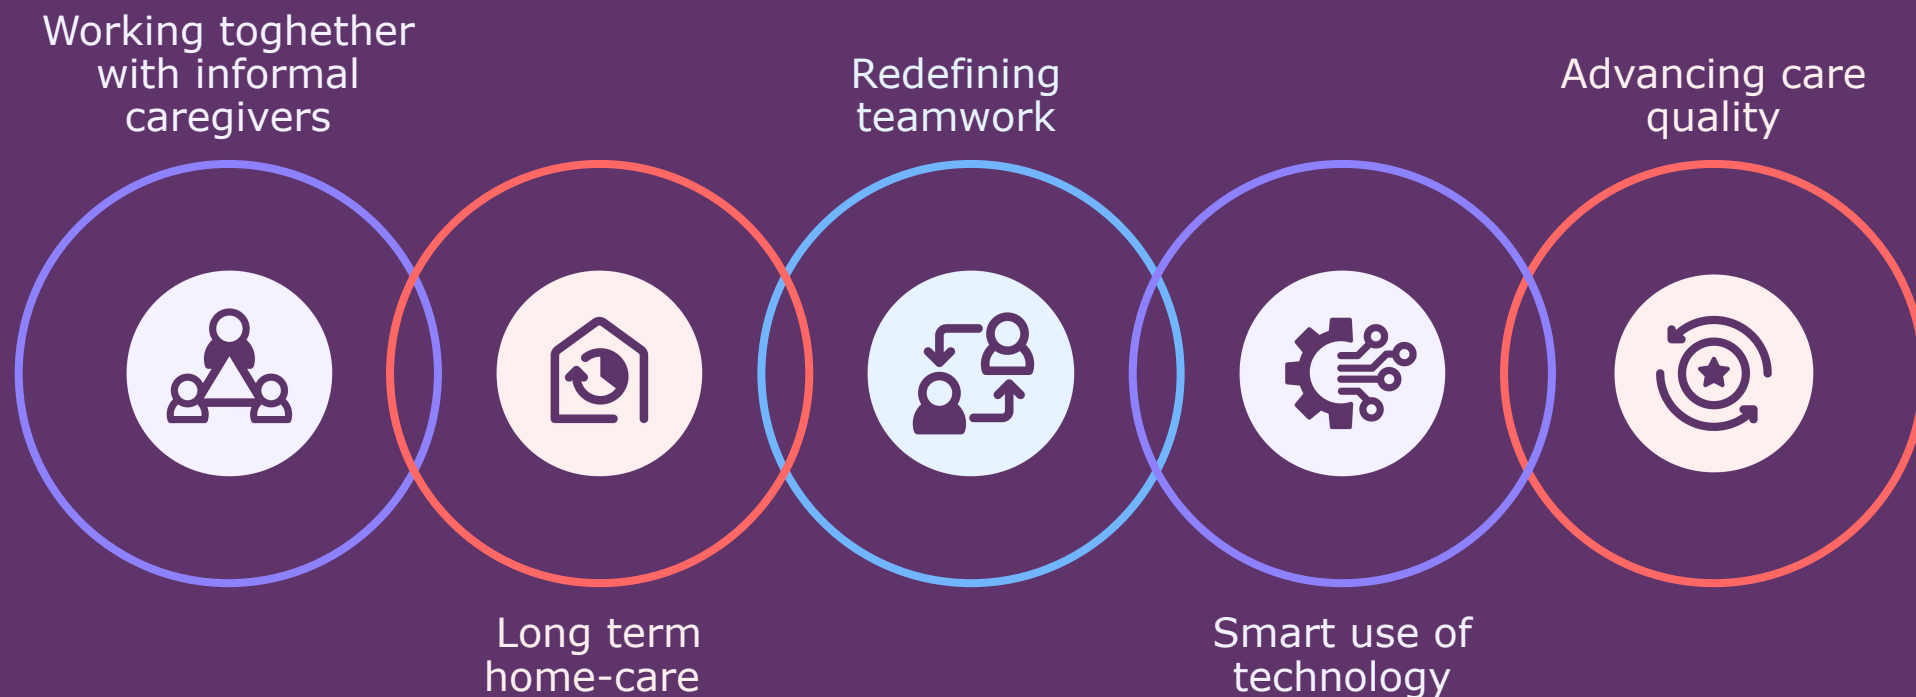 Working toghether
with informal
caregivers
Long term
home-care
Redefining
teamwork
Smart use of
technology
Advancing care
quality